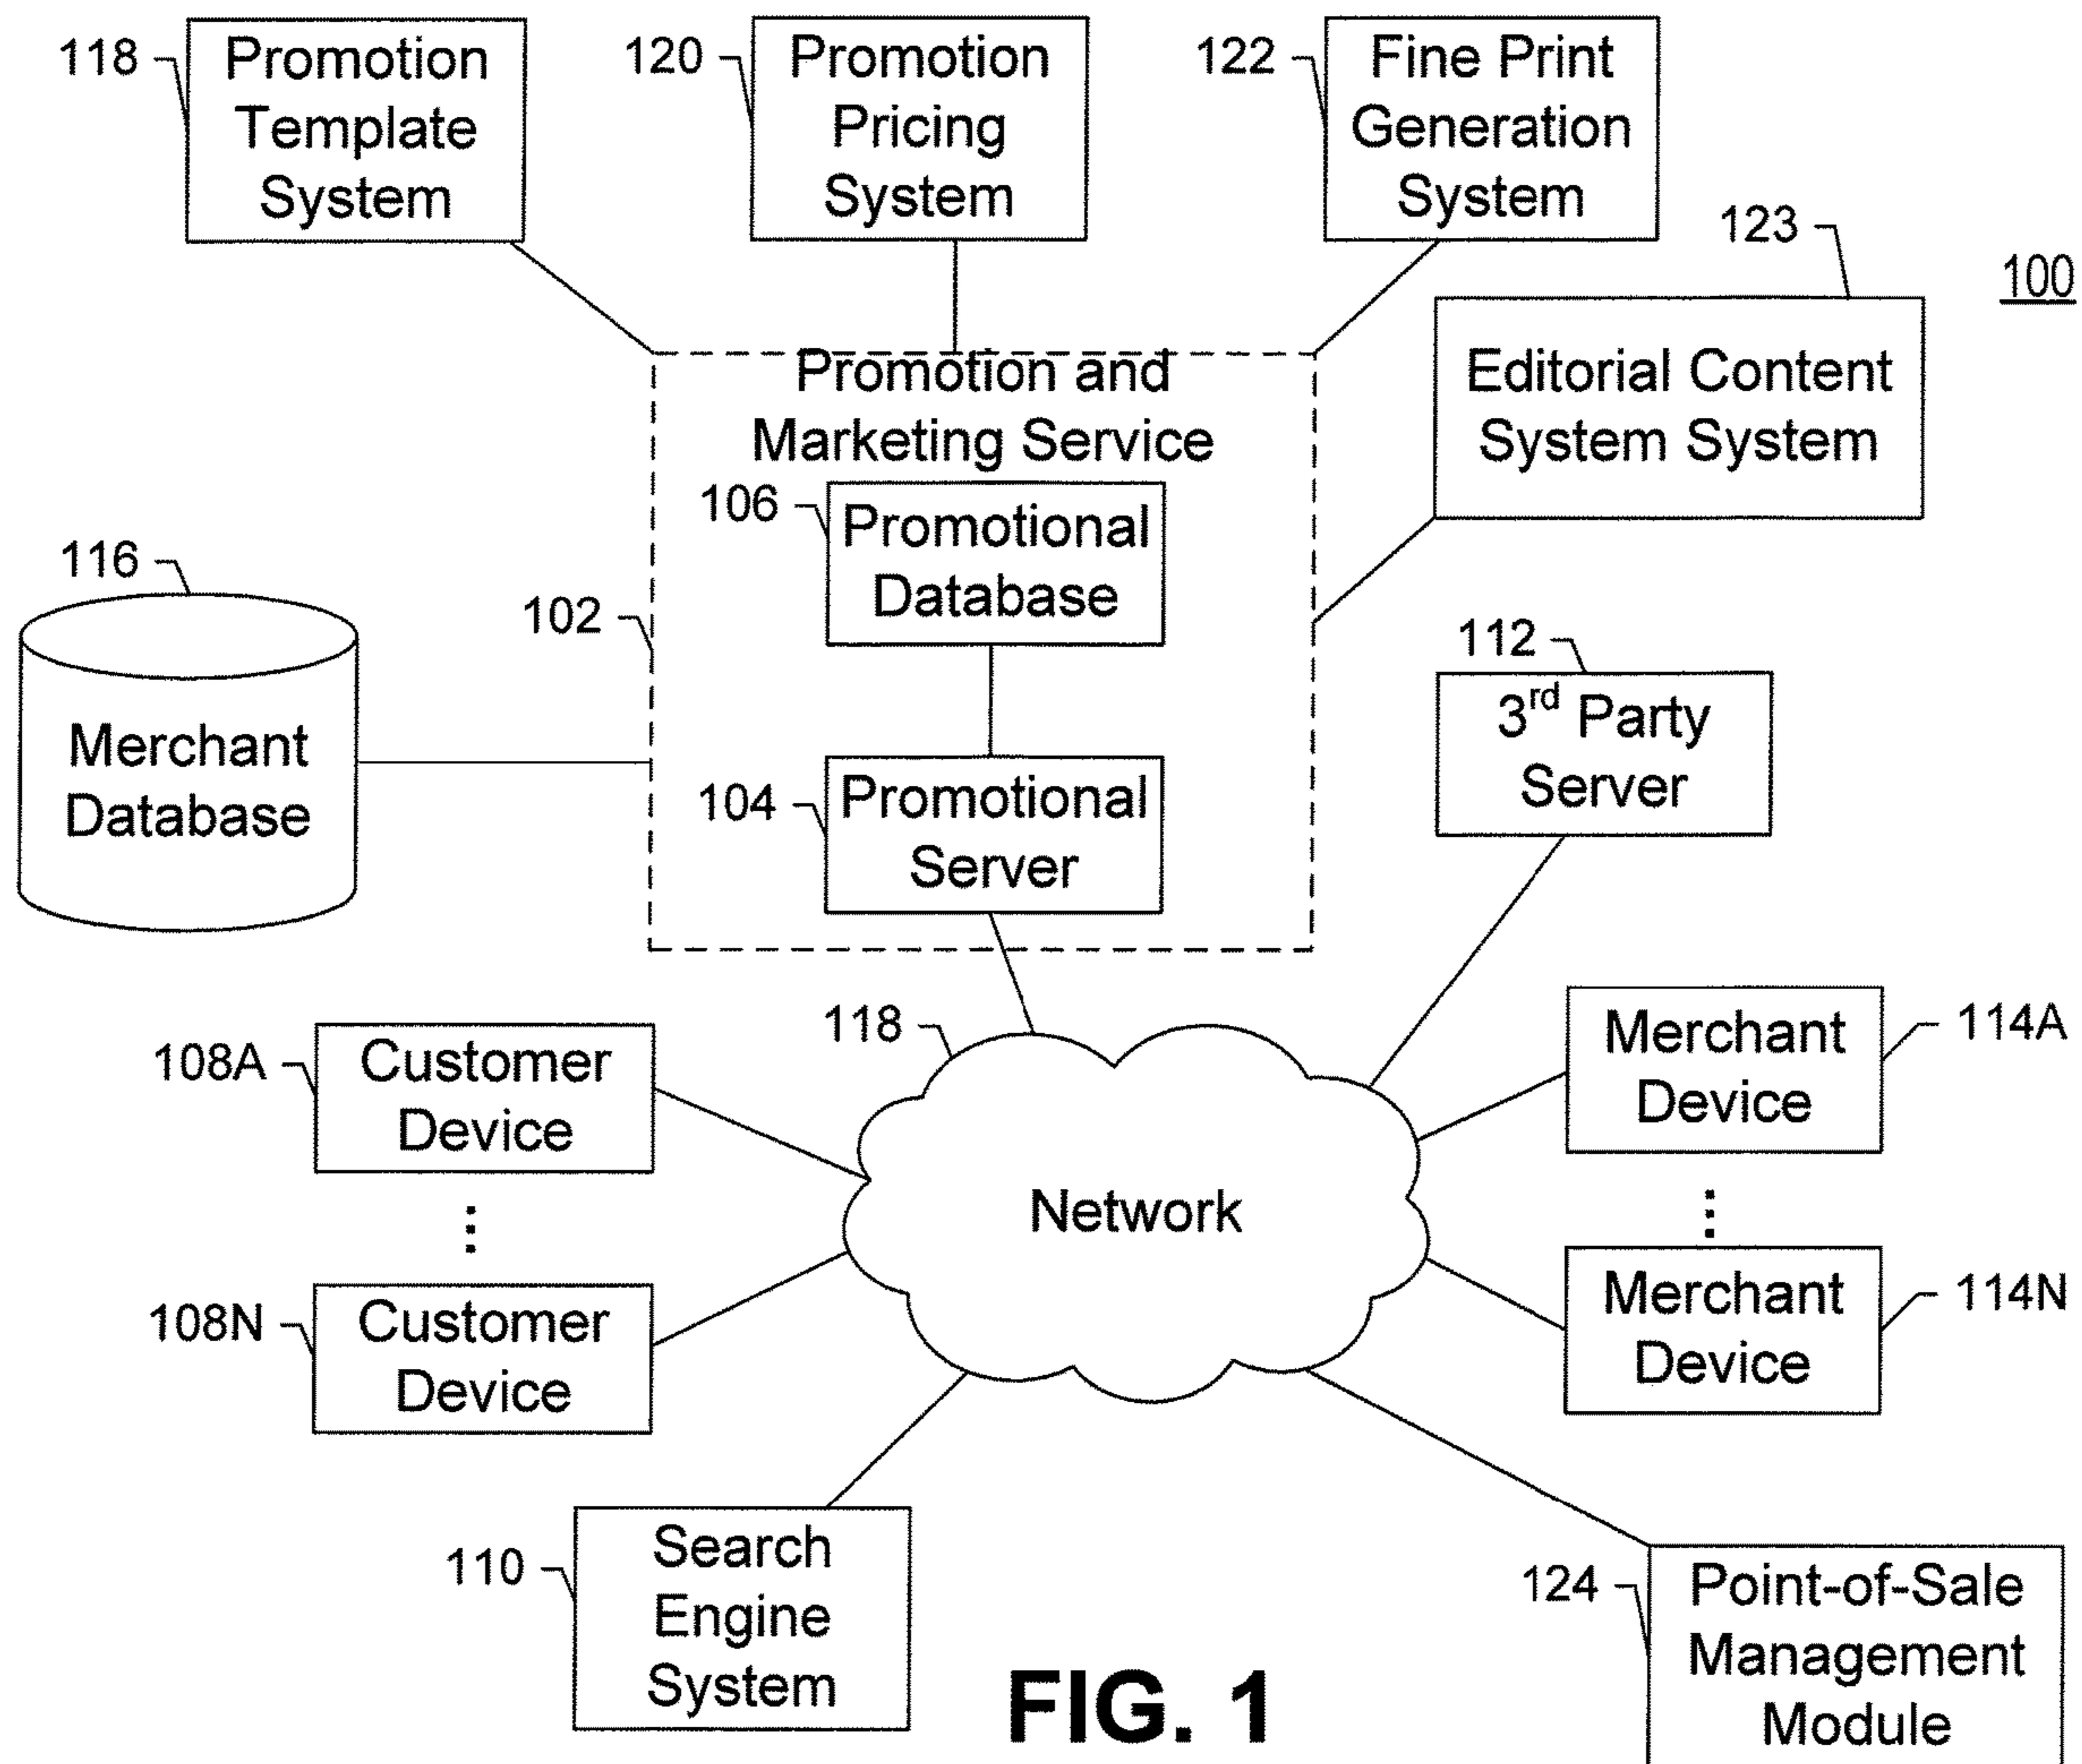 118
Promotion
Template
System
120
Promotion
Pricing
System
122
Fine Print
Generation
System
123
100
Editorial Content
System System
Promotion and
Marketing Service
106
Promotional
Database
116
Merchant
Database
102
112
3rd Party
Server
104
Promotional
Server
118
Network
108A
Customer
Device
⋮
108N
Customer
Device
114A
Merchant
Device
⋮
114N
Merchant
Device
110
Search
Engine
System
124
Point-of-Sale
Management
Module
FIG. 1